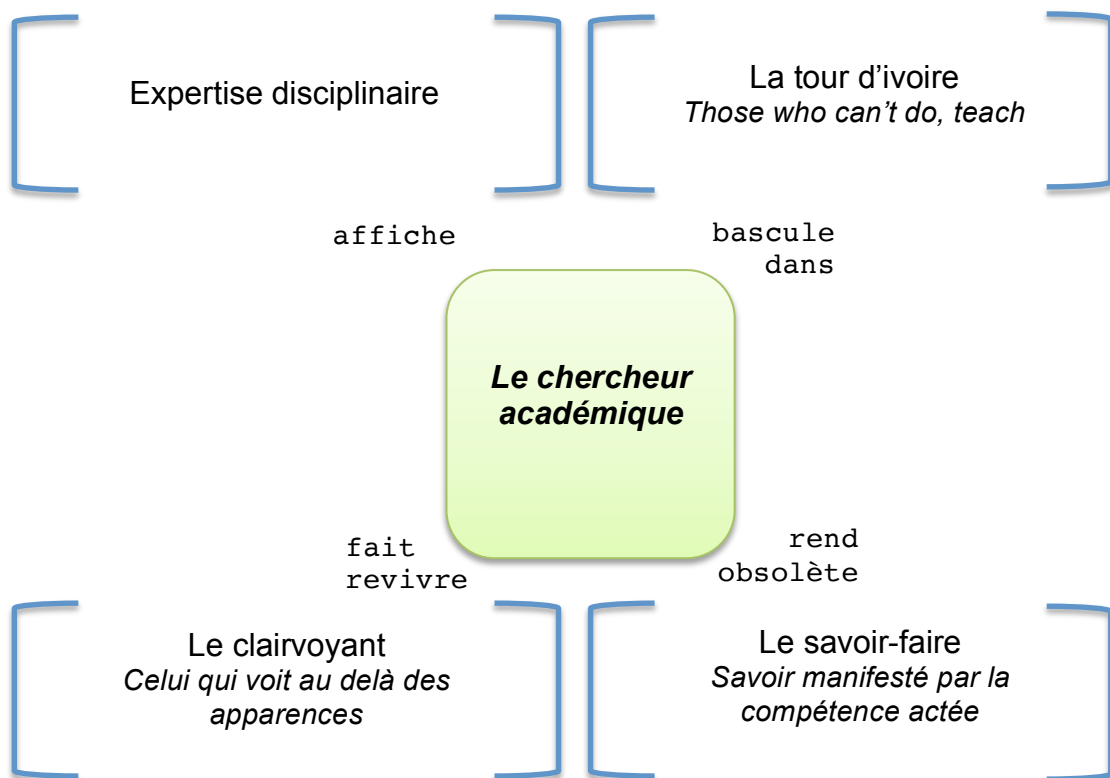 Expertise disciplinaire
La tour d’ivoire
Those who can’t do, teach
affiche
bascule
dans
Le chercheur
académique
fait
revivre
rend
obsolète
Le clairvoyant
Celui qui voit au delà des
apparences
Le savoir-faire
Savoir manifesté par la
compétence actée